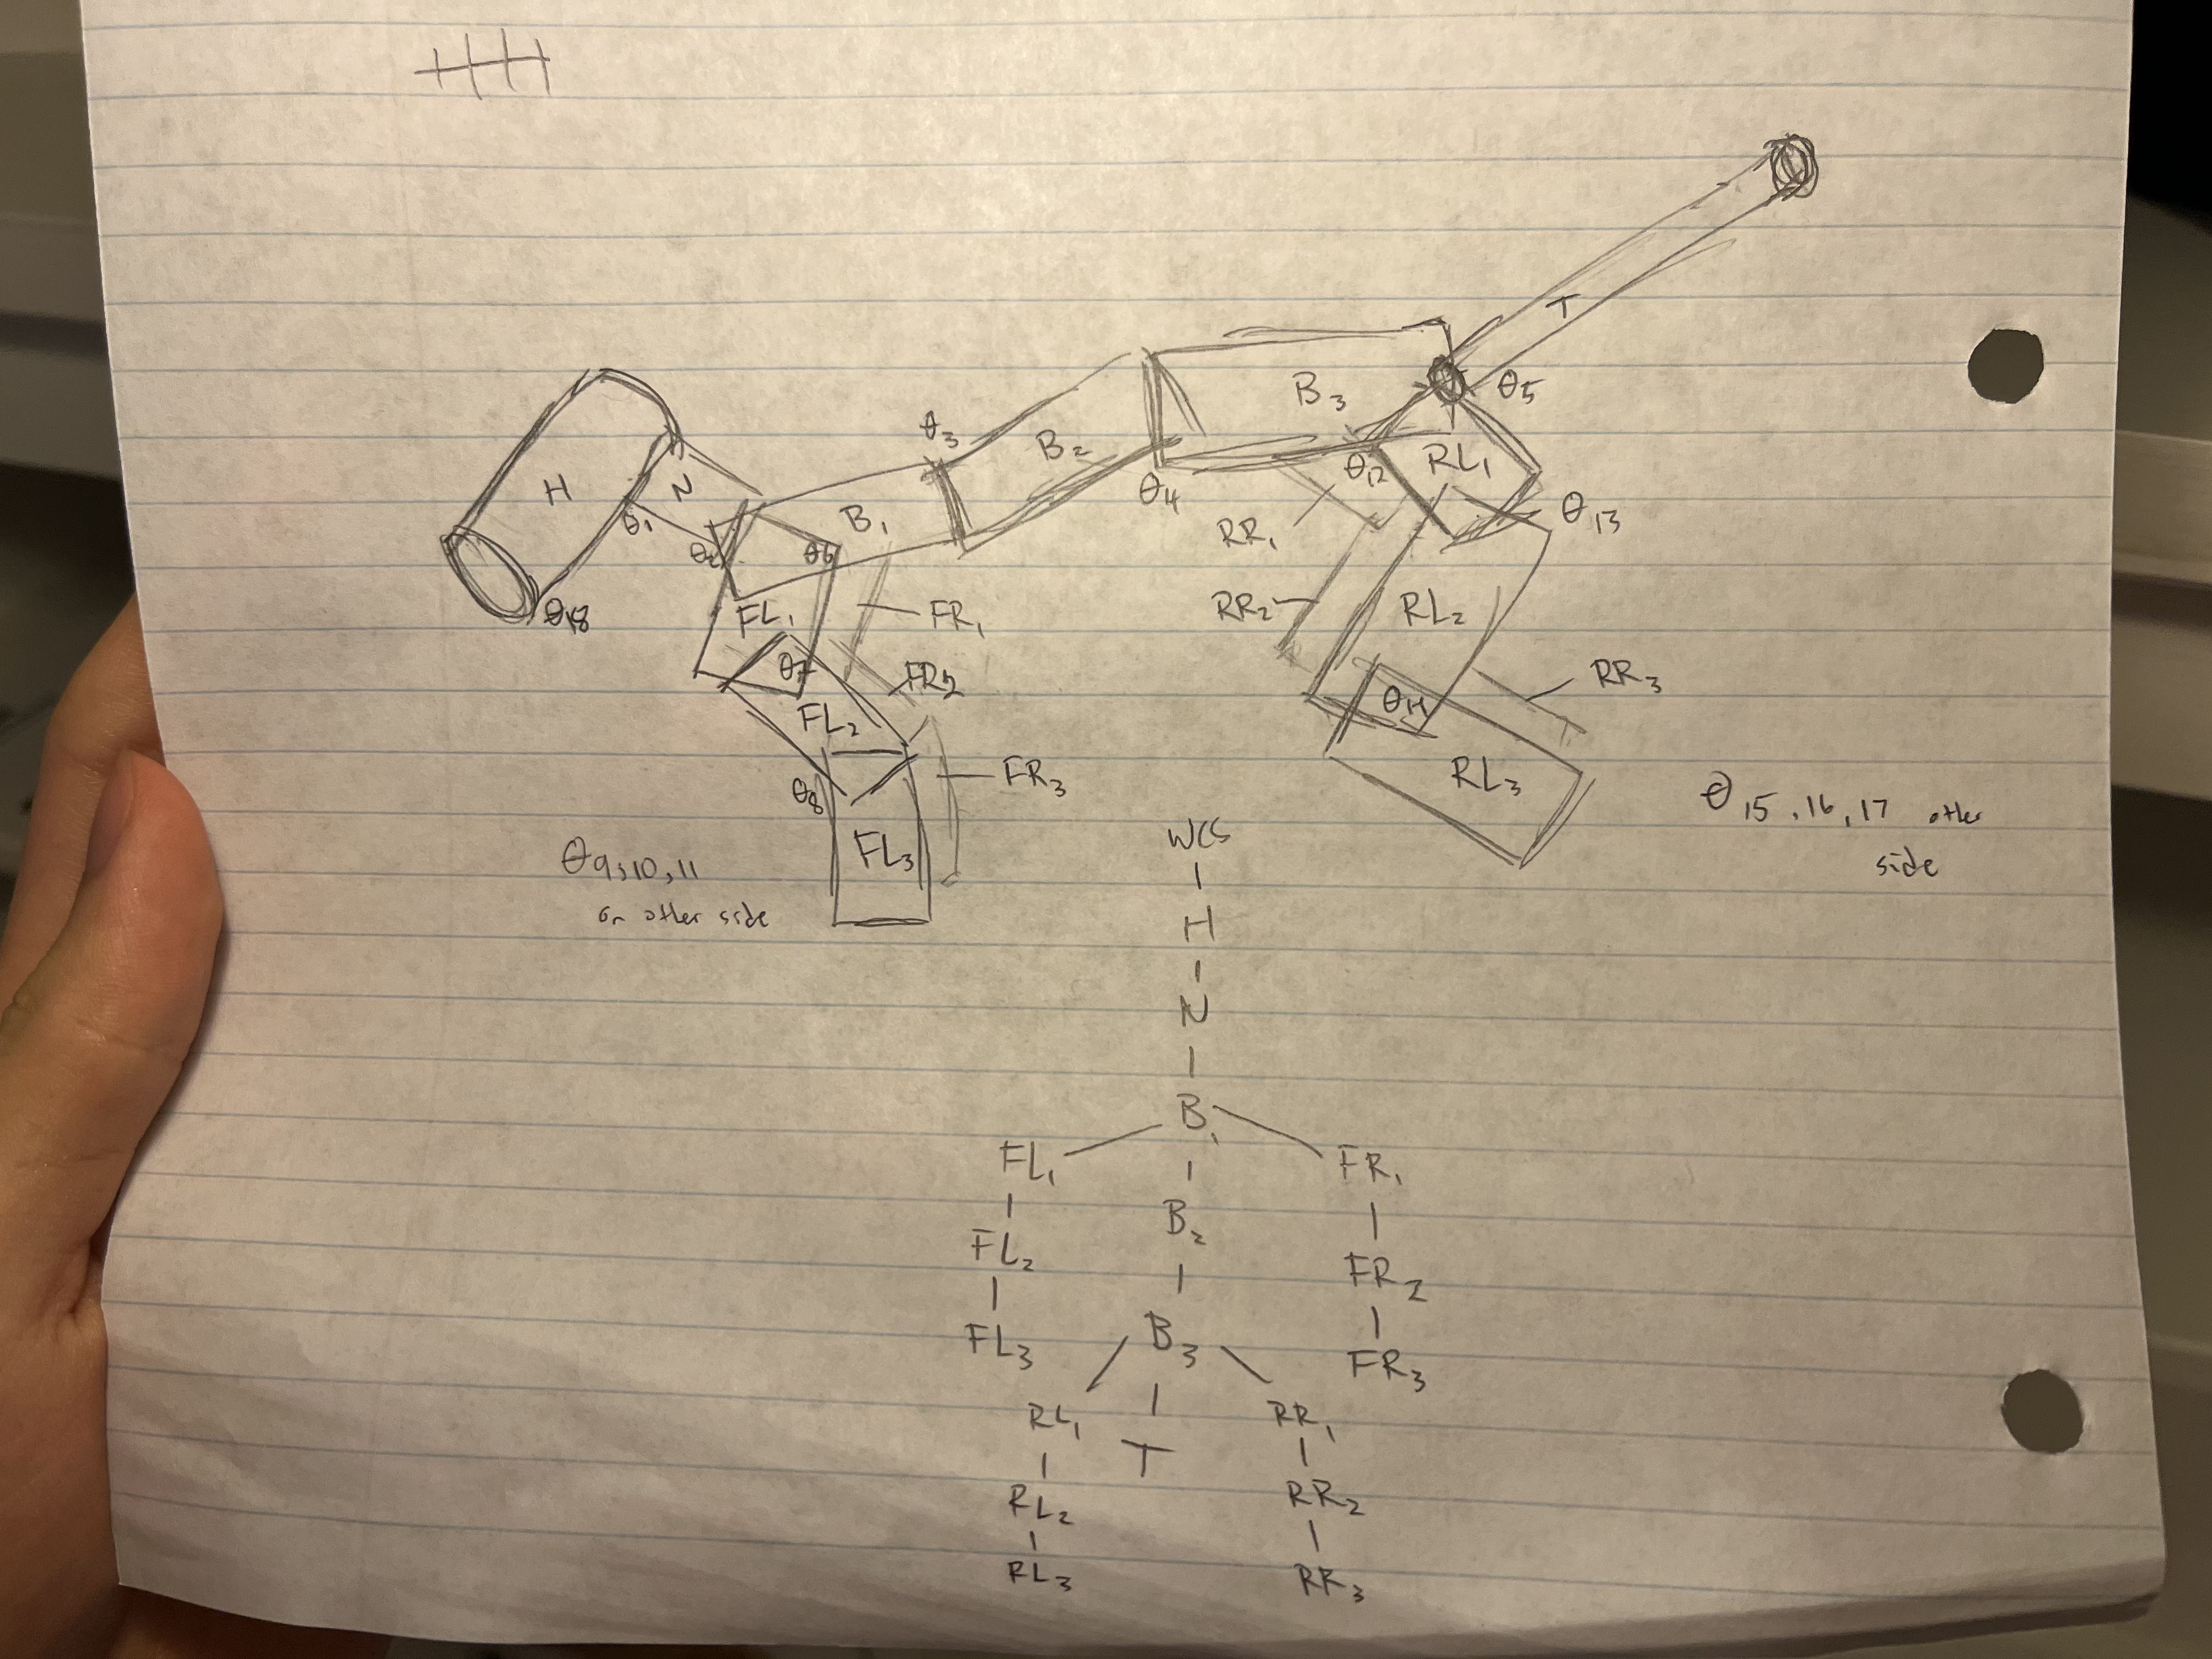 T
B₃
θ₅
θ₃
B₂
H
N
θ₁
B₁
θ₄
θ₁₂
RL₁
θ₁₃
RR₁
θ₂
θ₆
θ₁₈
FL₁
FR₁
RR₂
RL₂
θ₇
FR₂
RR₃
θ₁₄
FL₂
FR₃
RL₃
θ₈
θ₁₅,₁₆,₁₇ other
side
FL₃
θ₉,₁₀,₁₁
on other side
WCS
H
N
B₁
FL₁ FR₁
B₂
FL₂ FR₂
B₃
FL₃ FR₃
RL₁ RR₁
T
RL₂ RR₂
RL₃ RR₃